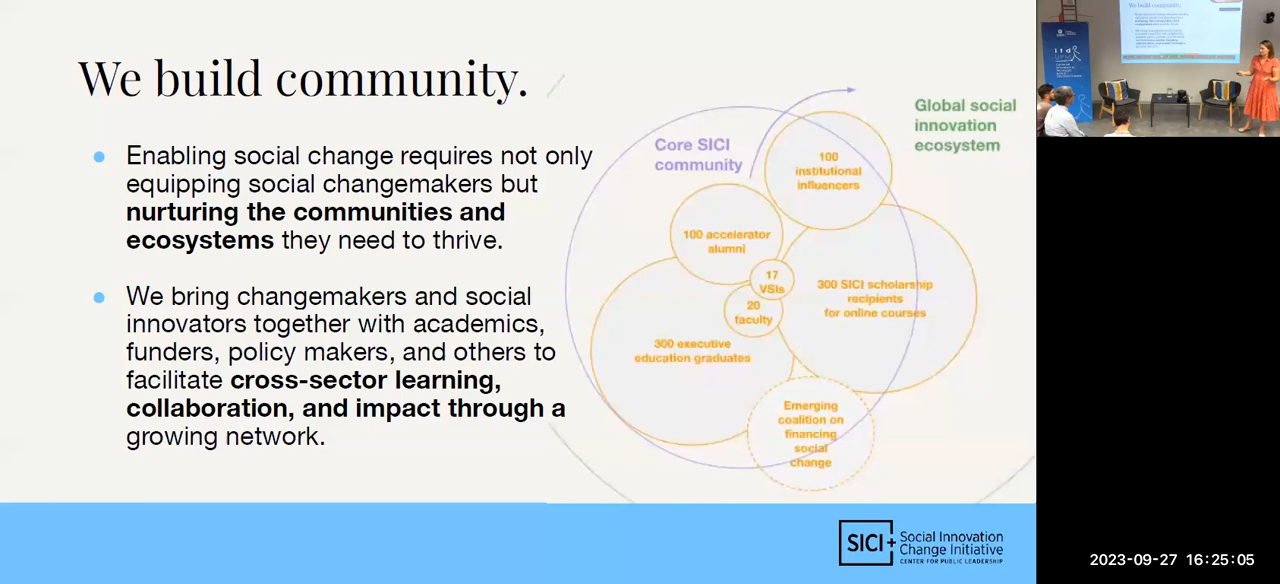 We build community.
Enabling social change requires not only
equipping social changemakers but
nurturing the communities and
ecosystems they need to thrive.
We bring changemakers and social
innovators together with academics,
funders, policy makers, and others to
facilitate cross-sector learning,
collaboration, and impact through a
growing network.
Core SICI
community
Global social
innovation
ecosystem
100
institutional
influencers
100 accelerator
alumni
17
VSIs
20
faculty
300 SICI scholarship
recipients
for online courses
300 executive
education graduates
Emerging
coalition on
financing
social
change
SICI+
Social Innovation
Change Initiative
CENTER FOR PUBLIC LEADERSHIP
We build community.
itd
2023-09-27 16:25:05